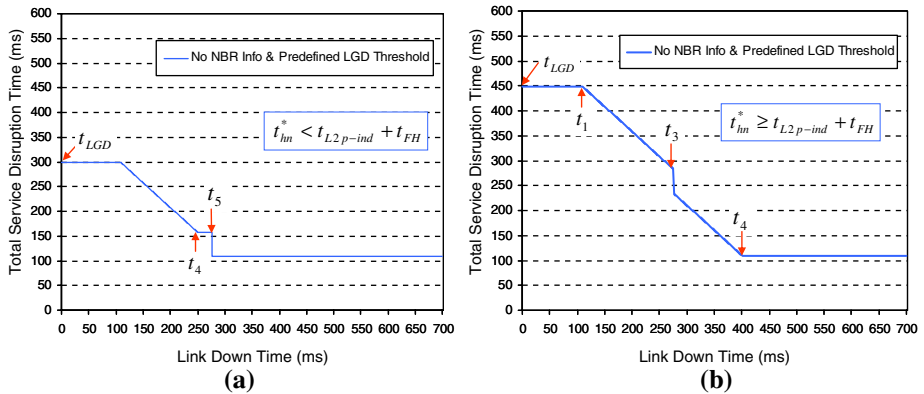 Total Service Disruption Time (ms)
600
550
500
450
400
350
300
250
200
150
100
50
0
No NBR Info & Predefined LGD Threshold
t*hn < tL2 p−ind + tFH
tLGD
t5
t4
0 50 100 150 200 250 300 350 400 450 500 550 600 650 700
Link Down Time (ms)
(a)
Total Service Disruption Time (ms)
600
550
500
450
400
350
300
250
200
150
100
50
0
No NBR Info & Predefined LGD Threshold
tLGD
t1
t3
t*hn ≥ tL2 p−ind + tFH
t4
0 50 100 150 200 250 300 350 400 450 500 550 600 650 700
Link Down Time (ms)
(b)